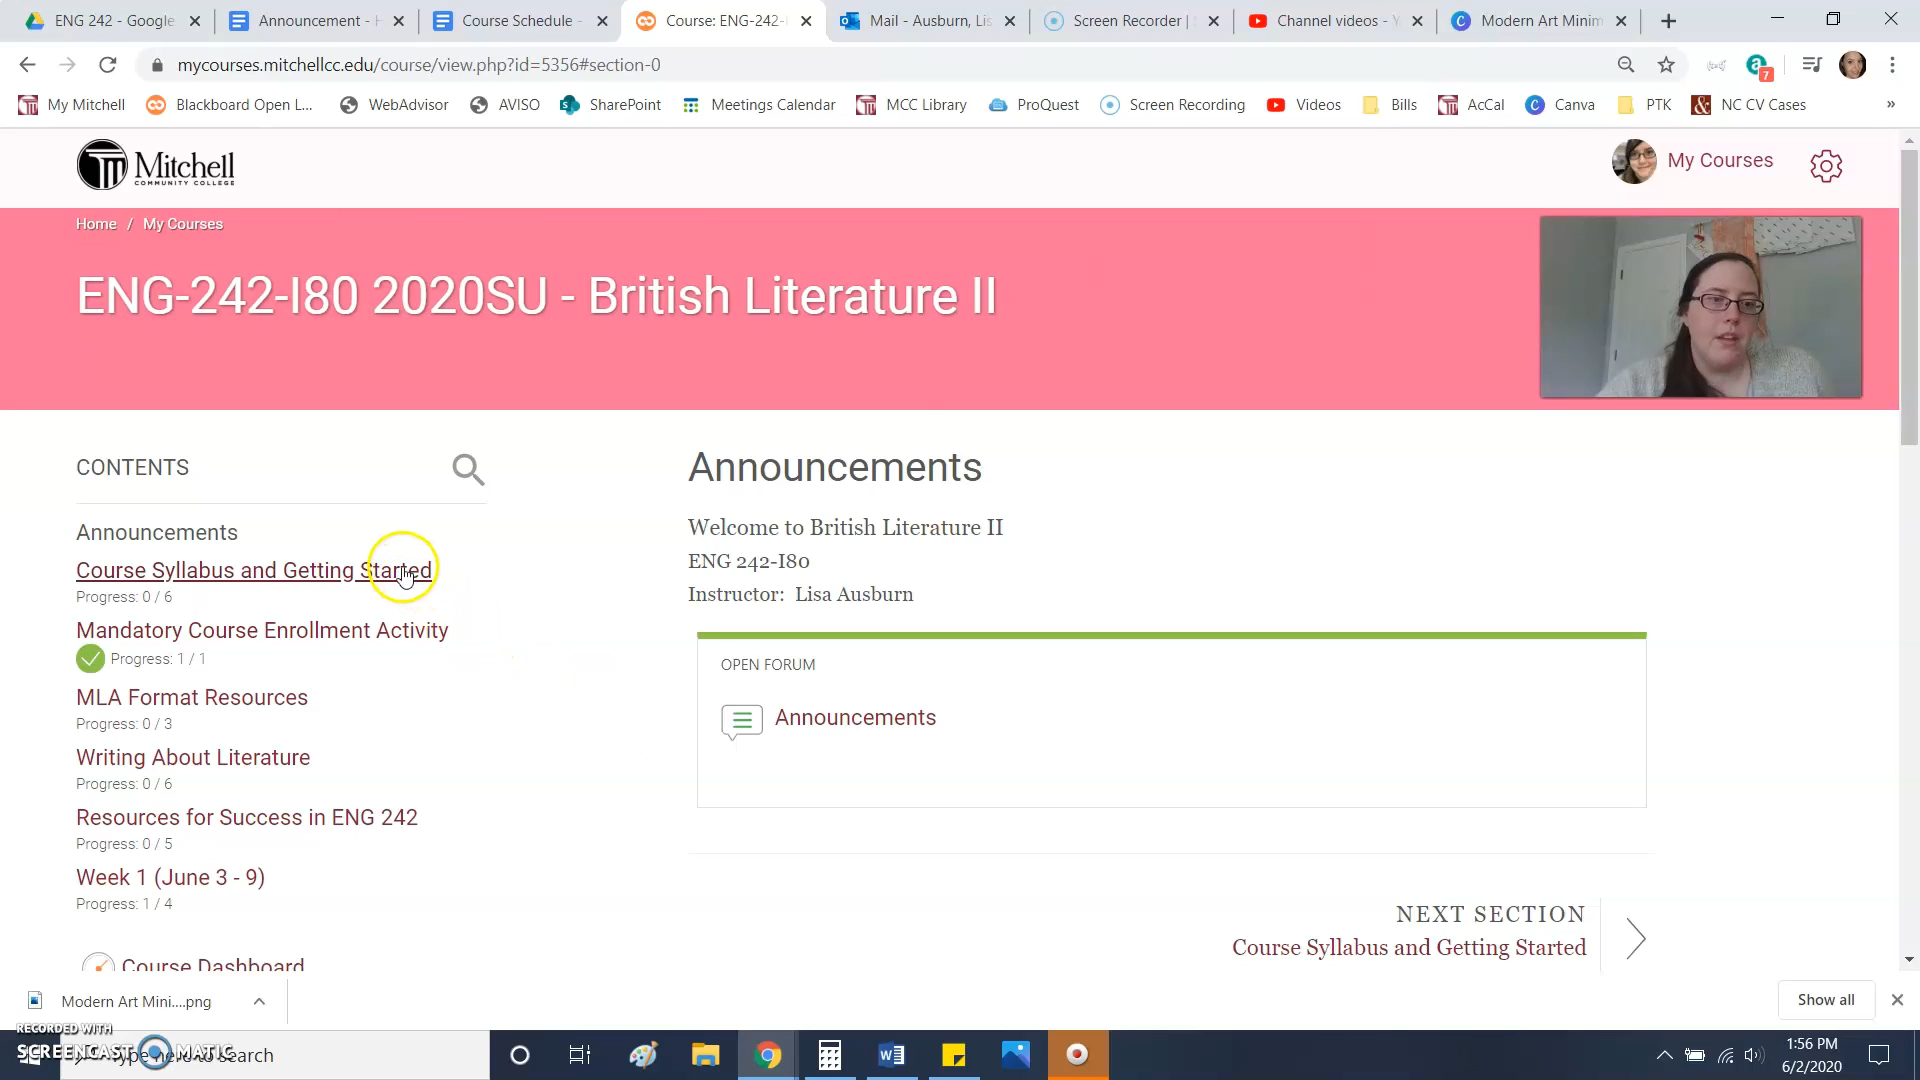 ENG 242 - Google
Announcement - H
Course Schedule -
Course: ENG-242-I
Mail - Ausburn, Lis
Screen Recorder |
Channel videos - Y
Modern Art Minim
mycourses.mitchellcc.edu/course/view.php?id=5356#section-0
7
My Mitchell
Blackboard Open L...
WebAdvisor
AVISO
SharePoint
Meetings Calendar
MCC Library
ProQuest
Screen Recording
Videos
Bills
AcCal
Canva
PTK
NC CV Cases
»
Mitchell
COMMUNITY COLLEGE
My Courses
Home / My Courses
ENG-242-I80 2020SU - British Literature II
CONTENTS
Announcements
Course Syllabus and Getting Started
Progress: 0 / 6
Mandatory Course Enrollment Activity
Progress: 1 / 1
MLA Format Resources
Progress: 0 / 3
Writing About Literature
Progress: 0 / 6
Resources for Success in ENG 242
Progress: 0 / 5
Week 1 (June 3 - 9)
Progress: 1 / 4
Course Dashboard
Announcements
Welcome to British Literature II
ENG 242-I80
Instructor: Lisa Ausburn
OPEN FORUM
Announcements
NEXT SECTION
Course Syllabus and Getting Started
Modern Art Mini....png
Show all
RECORDED WITH
SCREENCAST MATIC
Type here to search
1:56 PM
6/2/2020